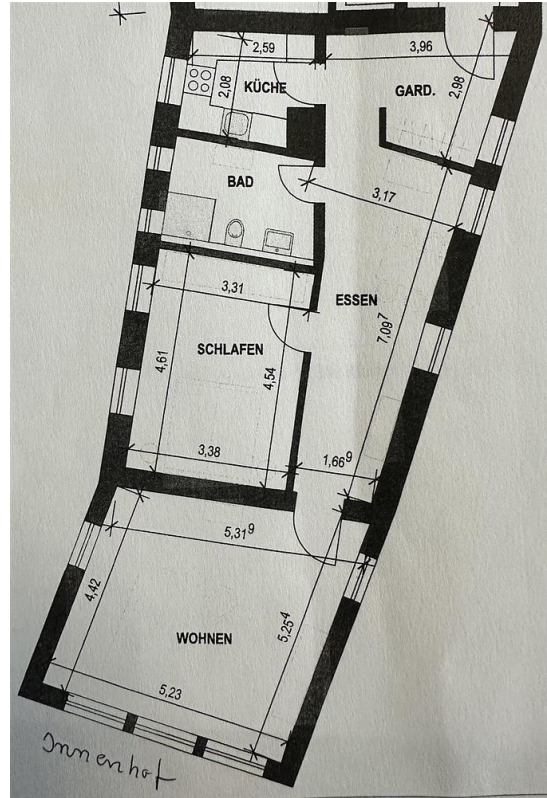 2,59
3,96
2,08
KÜCHE
GARD.
2,98
BAD
3,17
3,31
ESSEN
SCHLAFEN
7,09⁷
4,61
4,54
3,38
1,66⁹
5,31⁹
4,42
5,25⁴
WOHNEN
5,23
Innenhof